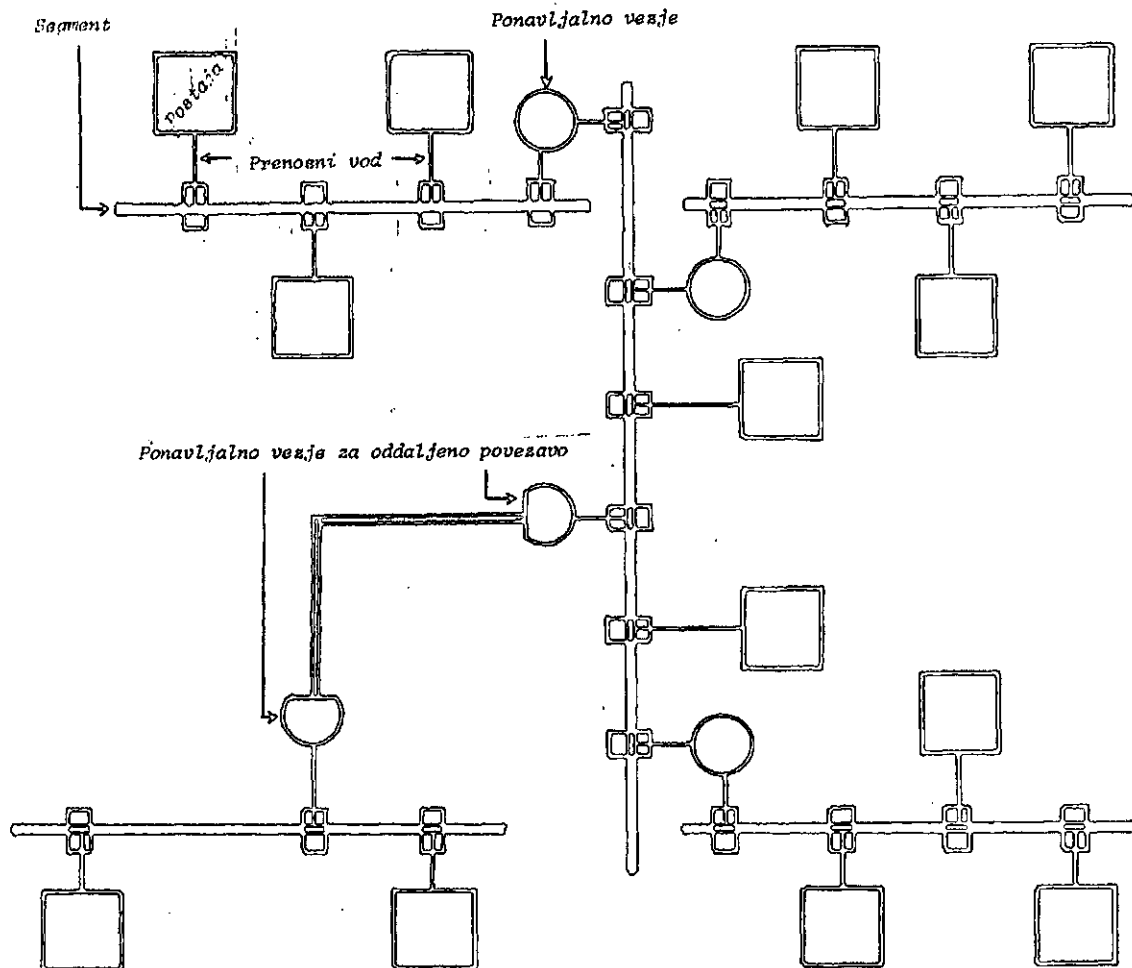 Segment
Ponavljalno vezje
postaja
Prenosni vod
Ponavljalno vezje za oddaljeno povezavo